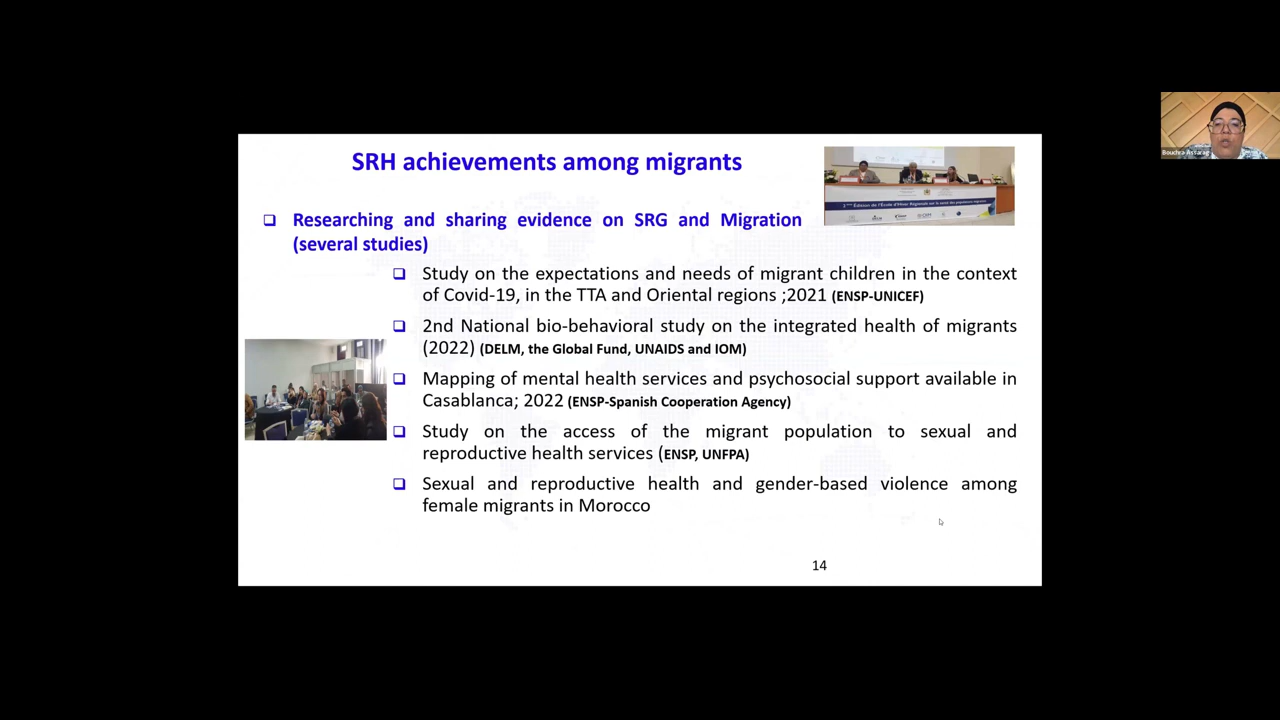 SRH achievements among migrants
Researching and sharing evidence on SRG and Migration
(several studies)
Study on the expectations and needs of migrant children in the context
of Covid-19, in the TTA and Oriental regions ;2021 (ENSP-UNICEF)
2nd National bio-behavioral study on the integrated health of migrants
(2022) (DELM, the Global Fund, UNAIDS and IOM)
Mapping of mental health services and psychosocial support available in
Casablanca; 2022 (ENSP-Spanish Cooperation Agency)
Study on the access of the migrant population to sexual and
reproductive health services (ENSP, UNFPA)
Sexual and reproductive health and gender-based violence among
female migrants in Morocco
14
Bouchra Assarag